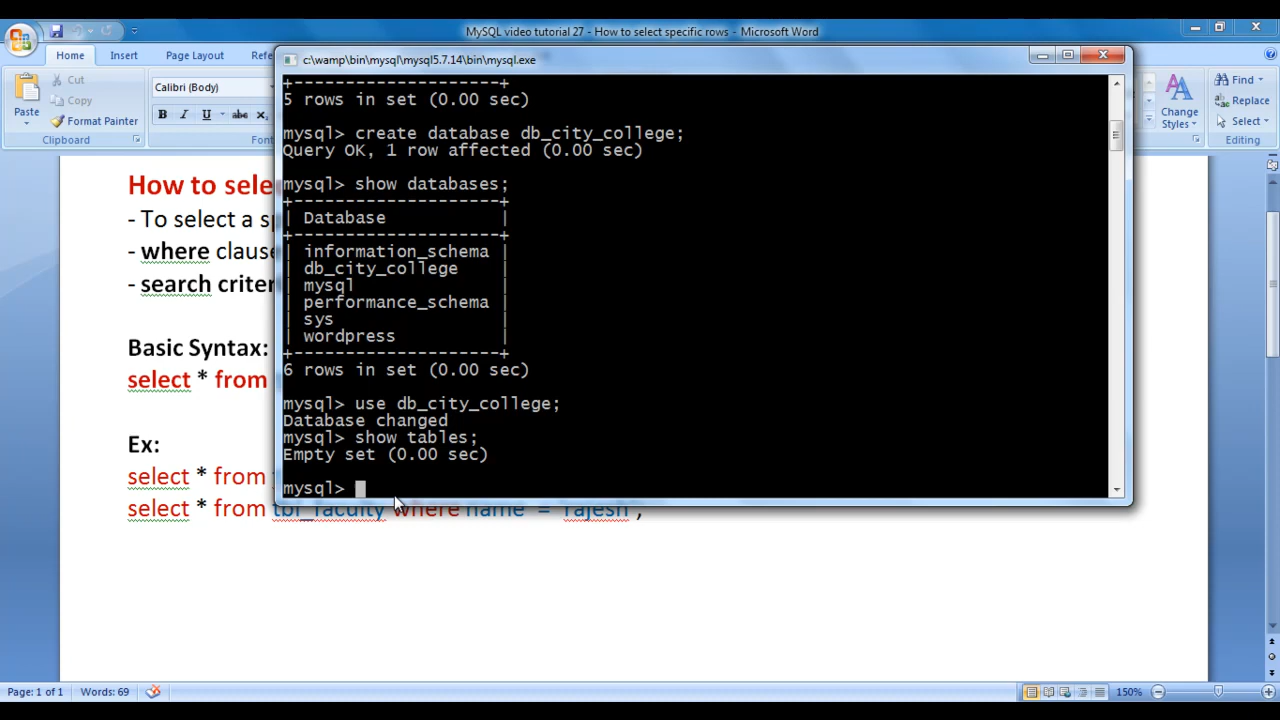 MySQL video tutorial 27 - How to select specific rows - Microsoft Word
Home Insert Page Refe
Cut
Copy
Format Painter
Paste
Clipboard
Calibri (Body)
B I U abc x₂
Font
Change Styles
Find
Replace
Select
Editing
c:\wamp\bin\mysql\mysql5.7.14\bin\mysql.exe
+--------------------+
5 rows in set (0.00 sec)
mysql> create database db_city_college;
Query OK, 1 row affected (0.00 sec)
mysql> show databases;
+--------------------+
| Database           |
+--------------------+
| information_schema |
| db_city_college    |
| mysql              |
| performance_schema |
| sys                |
| wordpress          |
+--------------------+
6 rows in set (0.00 sec)
mysql> use db_city_college;
Database changed
mysql> show tables;
Empty set (0.00 sec)
mysql>
How to sele
- To select a sp
- where clause
- search criter
Basic Syntax:
select * from
Ex:
select * from
select * from tbl_faculty where name = 'rajesh';
Page: 1 of 1 Words: 69
150%